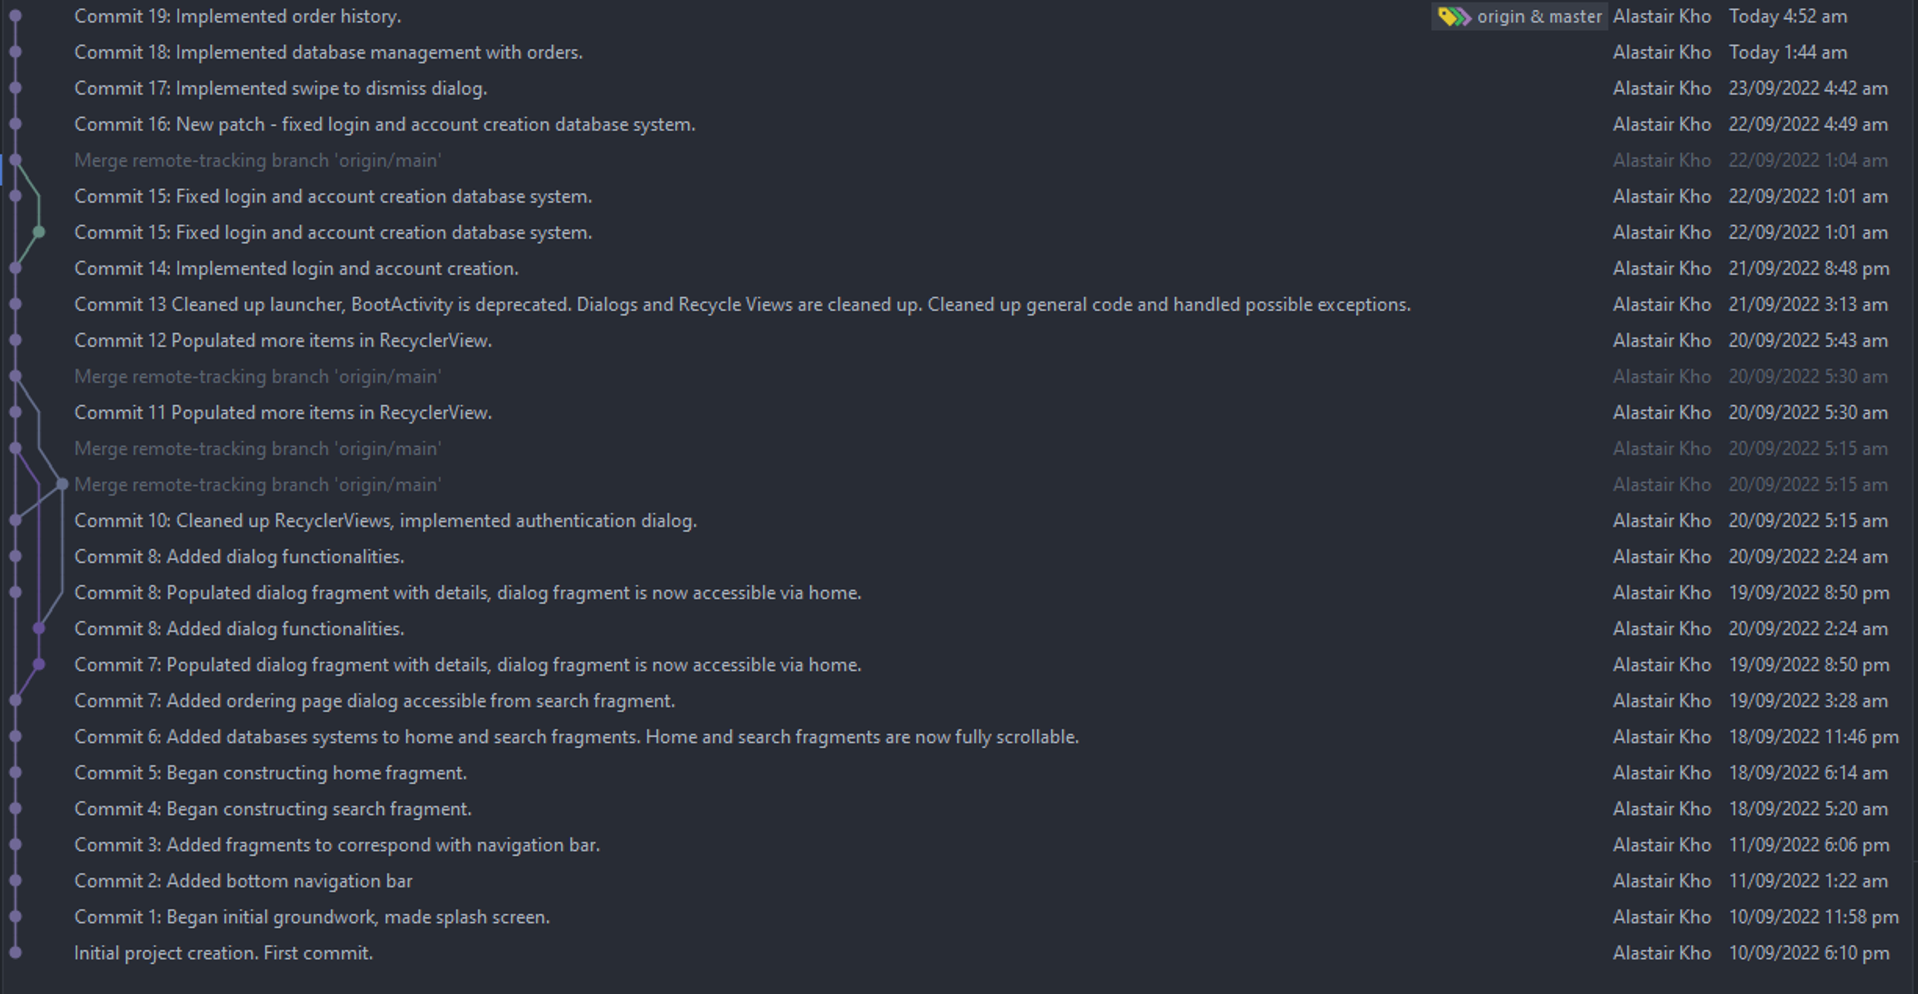 Commit 19: Implemented order history. origin & master Alastair Kho Today 4:52 am
Commit 18: Implemented database management with orders. Alastair Kho Today 1:44 am
Commit 17: Implemented swipe to dismiss dialog. Alastair Kho 23/09/2022 4:42 am
Commit 16: New patch - fixed login and account creation database system. Alastair Kho 22/09/2022 4:49 am
Merge remote-tracking branch 'origin/main' Alastair Kho 22/09/2022 1:04 am
Commit 15: Fixed login and account creation database system. Alastair Kho 22/09/2022 1:01 am
Commit 15: Fixed login and account creation database system. Alastair Kho 22/09/2022 1:01 am
Commit 14: Implemented login and account creation. Alastair Kho 21/09/2022 8:48 pm
Commit 13 Cleaned up launcher, BootActivity is deprecated. Dialogs and Recycle Views are cleaned up. Cleaned up general code and handled possible exceptions. Alastair Kho 21/09/2022 3:13 am
Commit 12 Populated more items in RecyclerView. Alastair Kho 20/09/2022 5:43 am
Merge remote-tracking branch 'origin/main' Alastair Kho 20/09/2022 5:30 am
Commit 11 Populated more items in RecyclerView. Alastair Kho 20/09/2022 5:30 am
Merge remote-tracking branch 'origin/main' Alastair Kho 20/09/2022 5:15 am
Merge remote-tracking branch 'origin/main' Alastair Kho 20/09/2022 5:15 am
Commit 10: Cleaned up RecyclerViews, implemented authentication dialog. Alastair Kho 20/09/2022 5:15 am
Commit 8: Added dialog functionalities. Alastair Kho 20/09/2022 2:24 am
Commit 8: Populated dialog fragment with details, dialog fragment is now accessible via home. Alastair Kho 19/09/2022 8:50 pm
Commit 8: Added dialog functionalities. Alastair Kho 20/09/2022 2:24 am
Commit 7: Populated dialog fragment with details, dialog fragment is now accessible via home. Alastair Kho 19/09/2022 8:50 pm
Commit 7: Added ordering page dialog accessible from search fragment. Alastair Kho 19/09/2022 3:28 am
Commit 6: Added databases systems to home and search fragments. Home and search fragments are now fully scrollable. Alastair Kho 18/09/2022 11:46 pm
Commit 5: Began constructing home fragment. Alastair Kho 18/09/2022 6:14 am
Commit 4: Began constructing search fragment. Alastair Kho 18/09/2022 5:20 am
Commit 3: Added fragments to correspond with navigation bar. Alastair Kho 11/09/2022 6:06 pm
Commit 2: Added bottom navigation bar Alastair Kho 11/09/2022 1:22 am
Commit 1: Began initial groundwork, made splash screen. Alastair Kho 10/09/2022 11:58 pm
Initial project creation. First commit. Alastair Kho 10/09/2022 6:10 pm